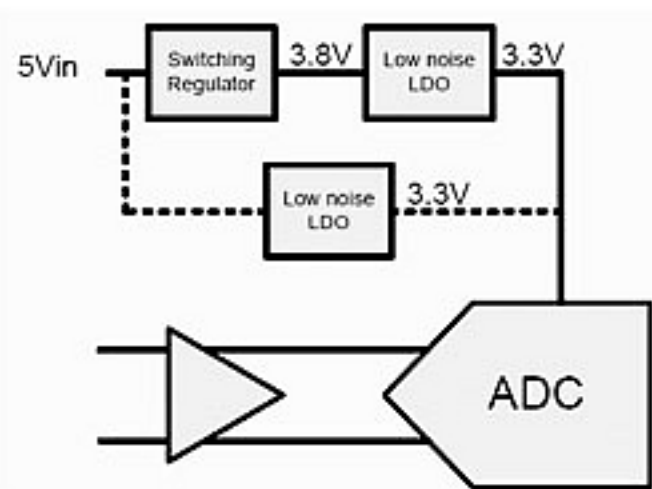 5Vin
Switching
Regulator
3.8V
Low noise
LDO
3.3V
Low noise
LDO
3.3V
ADC